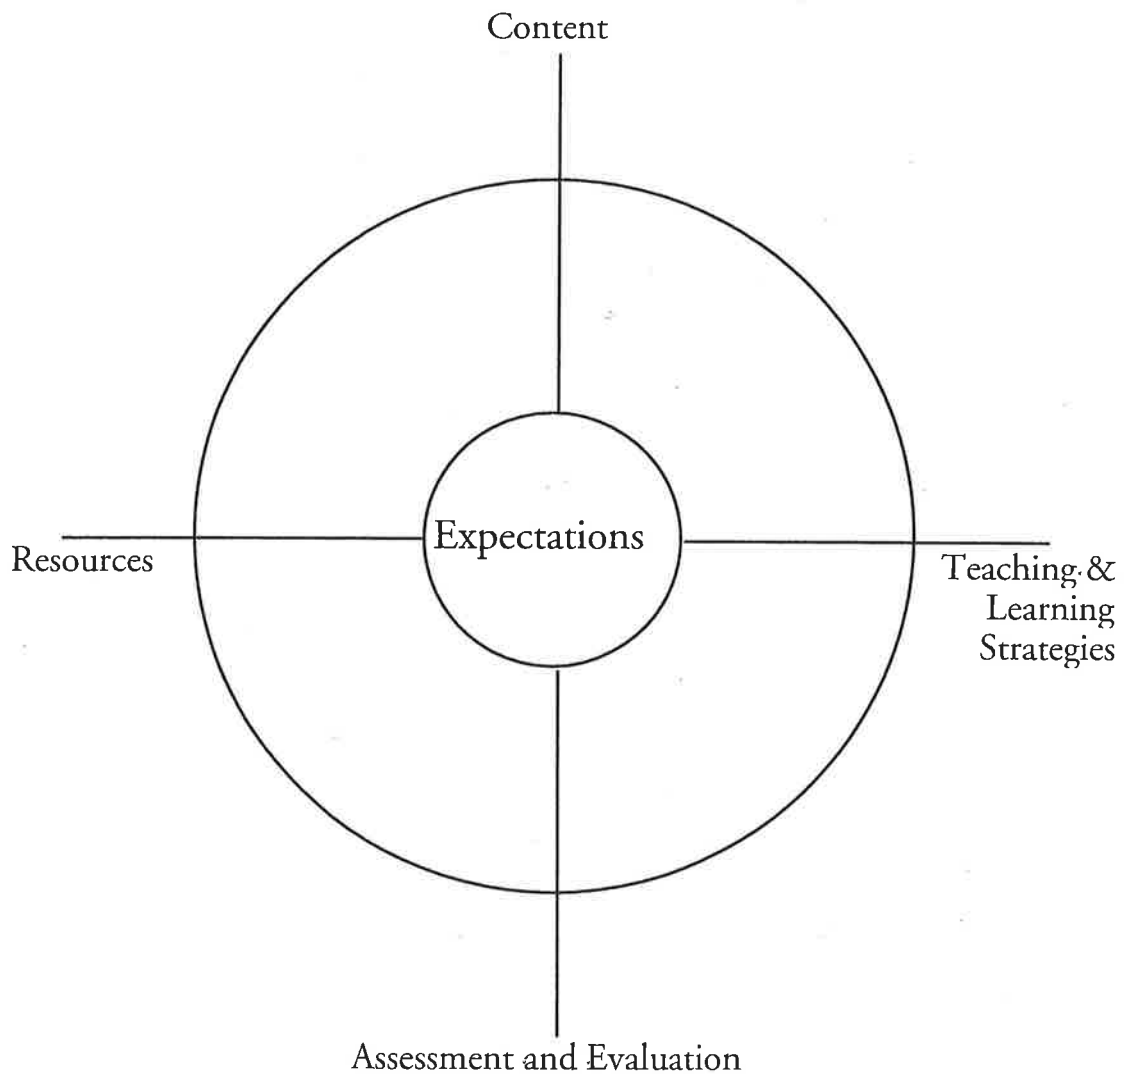 Content
Expectations
Resources
Teaching & 
Learning
Strategies
Assessment and Evaluation